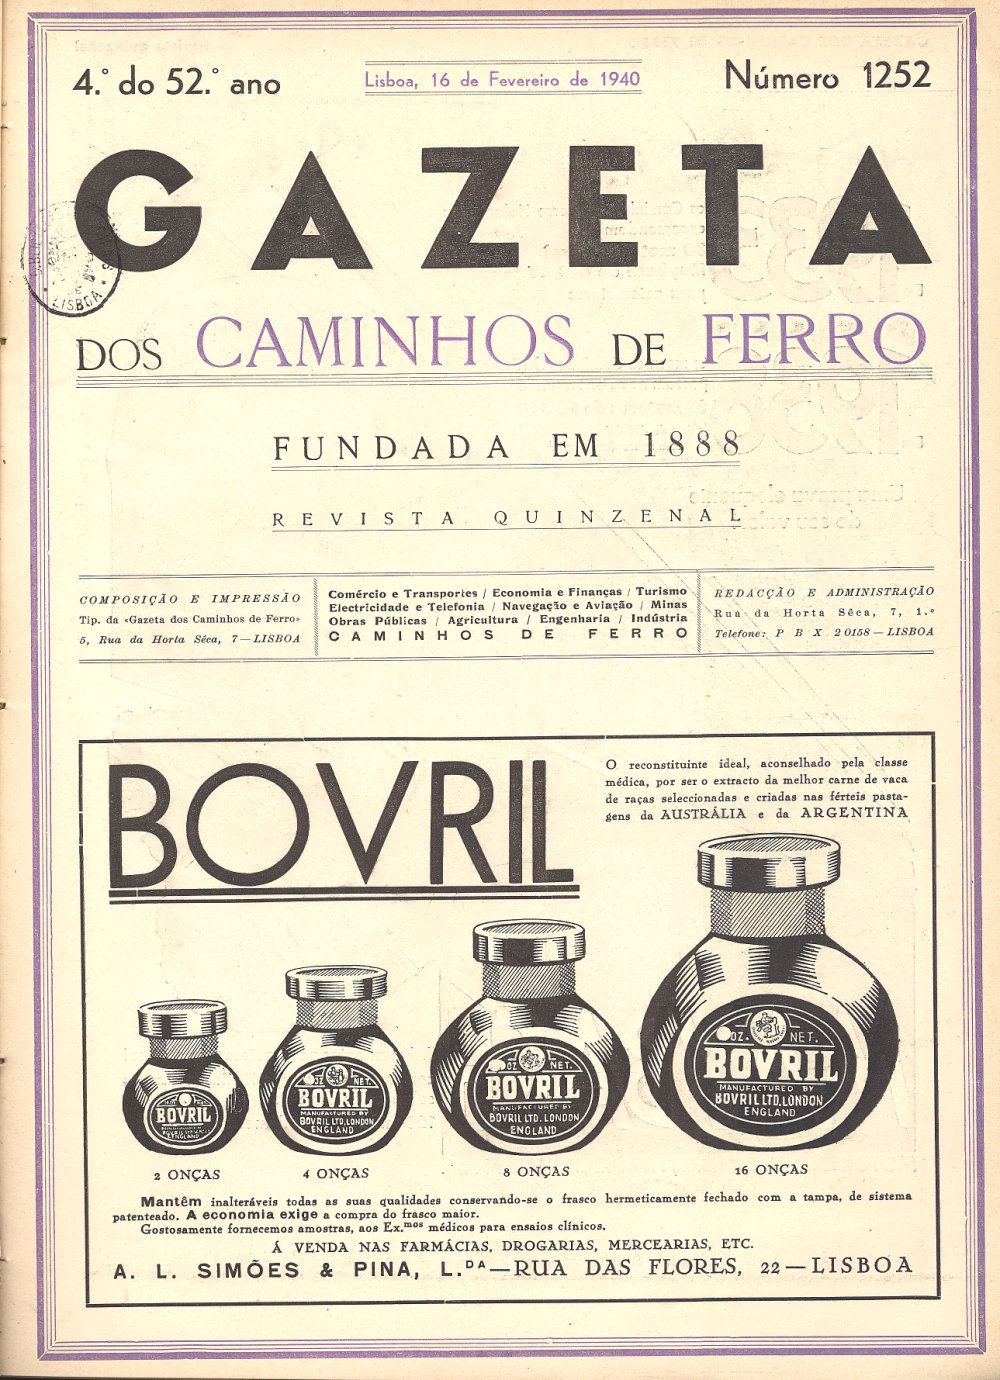 4.º do 52.º ano
Lisboa, 16 de Fevereiro de 1940
Número 1252
GAZETA
DOS CAMINHOS DE FERRO
LISBOA
FUNDADA EM 1888
REVISTA QUINZENAL
COMPOSIÇÃO E IMPRESSÃO
Tip. da «Gazeta dos Caminhos de Ferro»
5, Rua da Horta Sêca, 7—LISBOA
Comércio e Transportes / Economia e Finanças / Turismo
Electricidade e Telefonia / Navegação e Aviação / Minas
Obras Públicas / Agricultura / Engenharia / Indústria
CAMINHOS DE FERRO
REDACÇÃO E ADMINISTRAÇÃO
Rua da Horta Sêca, 7, 1.º
Telefone: P B X 20158—LISBOA
BOVRIL
O reconstituinte ideal, aconselhado pela classe
médica, por ser o extracto da melhor carne de vaca
de raças seleccionadas e criadas nas férteis pasta-
gens da AUSTRÁLIA e da ARGENTINA
BOVRIL
OZ. NET.
BOVRIL
MANUFACTURED BY
BOVRIL LTD. LONDON
ENGLAND
OZ NET.
BOVRIL
MANUFACTURED BY
BOVRIL LTD. LONDON
ENGLAND
OZ. NET.
BOVRIL
MANUFACTURED BY
BOVRIL LTD. LONDON
ENGLAND
2 ONÇAS
4 ONÇAS
8 ONÇAS
16 ONÇAS
Mantêm inalteráveis todas as suas qualidades conservando-se o frasco hermeticamente fechado com a tampa, de sistema
patenteado. A economia exige a compra do frasco maior.
Gostosamente fornecemos amostras, aos Ex.mos médicos para ensaios clínicos.
Á VENDA NAS FARMÁCIAS, DROGARIAS, MERCEARIAS, ETC.
A. L. SIMÕES & PINA, L.DA—RUA DAS FLORES, 22—LISBOA